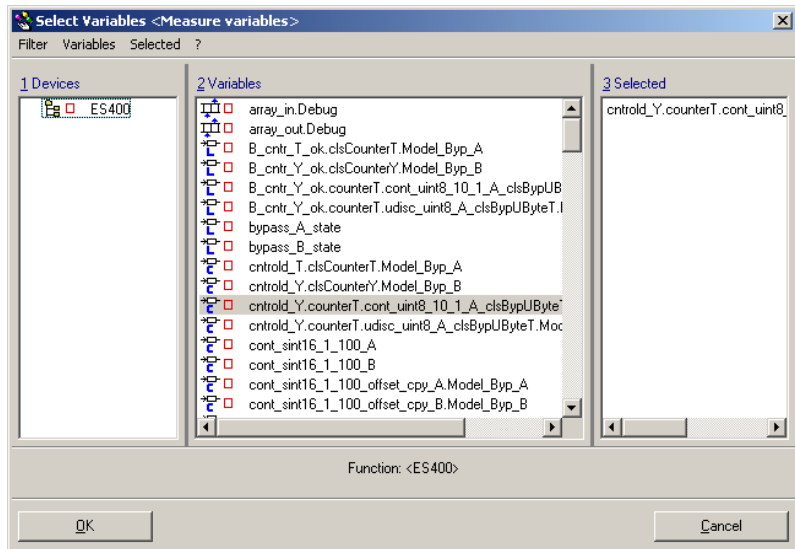 Select Variables <Measure variables>
Filter Variables Selected ?
1 Devices
ES400
2 Variables
array_in.Debug
array_out.Debug
B_cntr_T_ok.clsCounterT.Model_Byp_A
B_cntr_Y_ok.clsCounterY.Model_Byp_B
B_cntr_Y_ok.counterT.cont_uint8_10_1_A_clsBypUB
B_cntr_Y_ok.counterT.udisc_uint8_A_clsBypUByteT.I
bypass_A_state
bypass_B_state
cntrold_T.clsCounterT.Model_Byp_A
cntrold_Y.clsCounterY.Model_Byp_B
cntrold_Y.counterT.cont_uint8_10_1_A_clsBypUByteT
cntrold_Y.counterT.udisc_uint8_A_clsBypUByteT.Moc
cont_sint16_1_100_A
cont_sint16_1_100_B
cont_sint16_1_100_offset_cpy_A.Model_Byp_A
cont_sint16_1_100_offset_cpy_B.Model_Byp_B
3 Selected
cntrold_Y.counterT.cont_uint8_
Function: <ES400>
OK
Cancel